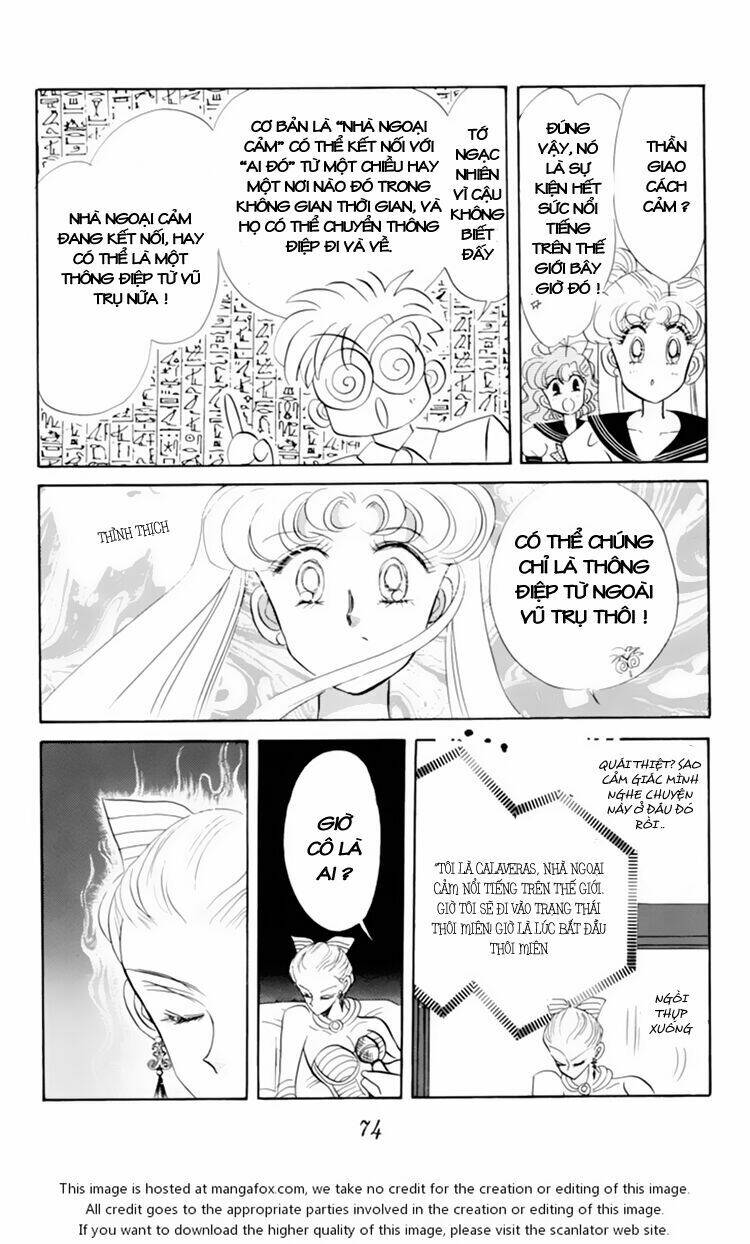 THẦN
GIAO
CÁCH
CẢM ?
ĐÚNG
VẬY, NÓ
LÀ SỰ
KIỆN HẾT
SỨC NỔI
TIẾNG
TRÊN THẾ
GIỚI BÂY
GIỜ ĐÓ !
TỚ
NGẠC
NHIÊN
VÌ CẬU
KHÔNG
BIẾT
ĐẤY
CƠ BẢN LÀ "NHÀ NGOẠI
CẢM" CÓ THỂ KẾT NỐI VỚI
"AI ĐÓ" TỪ MỘT CHIỀU HAY
MỘT NƠI NÀO ĐÓ TRONG
KHÔNG GIAN THỜI GIAN, VÀ
HỌ CÓ THỂ CHUYỂN THÔNG
ĐIỆP ĐI VÀ VỀ.
NHÀ NGOẠI CẢM
ĐANG KẾT NỐI, HAY
CÓ THỂ LÀ MỘT
THÔNG ĐIỆP TỪ VŨ
TRỤ NỮA !
CÓ THỂ CHÚNG
CHỈ LÀ THÔNG
ĐIỆP TỪ NGOÀI
VŨ TRỤ THÔI !
THÌNH THỊCH
QUÁI THIỆT? SAO
CẢM GIÁC MÌNH
NGHE CHUYỆN
NÀY Ở ĐÂU ĐÓ
RỒI..
"TÔI LÀ CALAVERAS, NHÀ NGOẠI
CẢM NỔI TIẾNG TRÊN THẾ GIỚI.
GIỜ TÔI SẼ ĐI VÀO TRẠNG THÁI
THÔI MIÊN! GIỜ LÀ LÚC BẮT ĐẦU
THÔI MIÊN
NGỒI
THỤP
XUỐNG
GIỜ
CÔ LÀ
AI ?
74
This image is hosted at mangafox.com, we take no credit for the creation or editing of this image.
All credit goes to the appropriate parties involved in the creation or editing of this image.
If you want to download the higher quality of this image, please visit the scanlator web site.